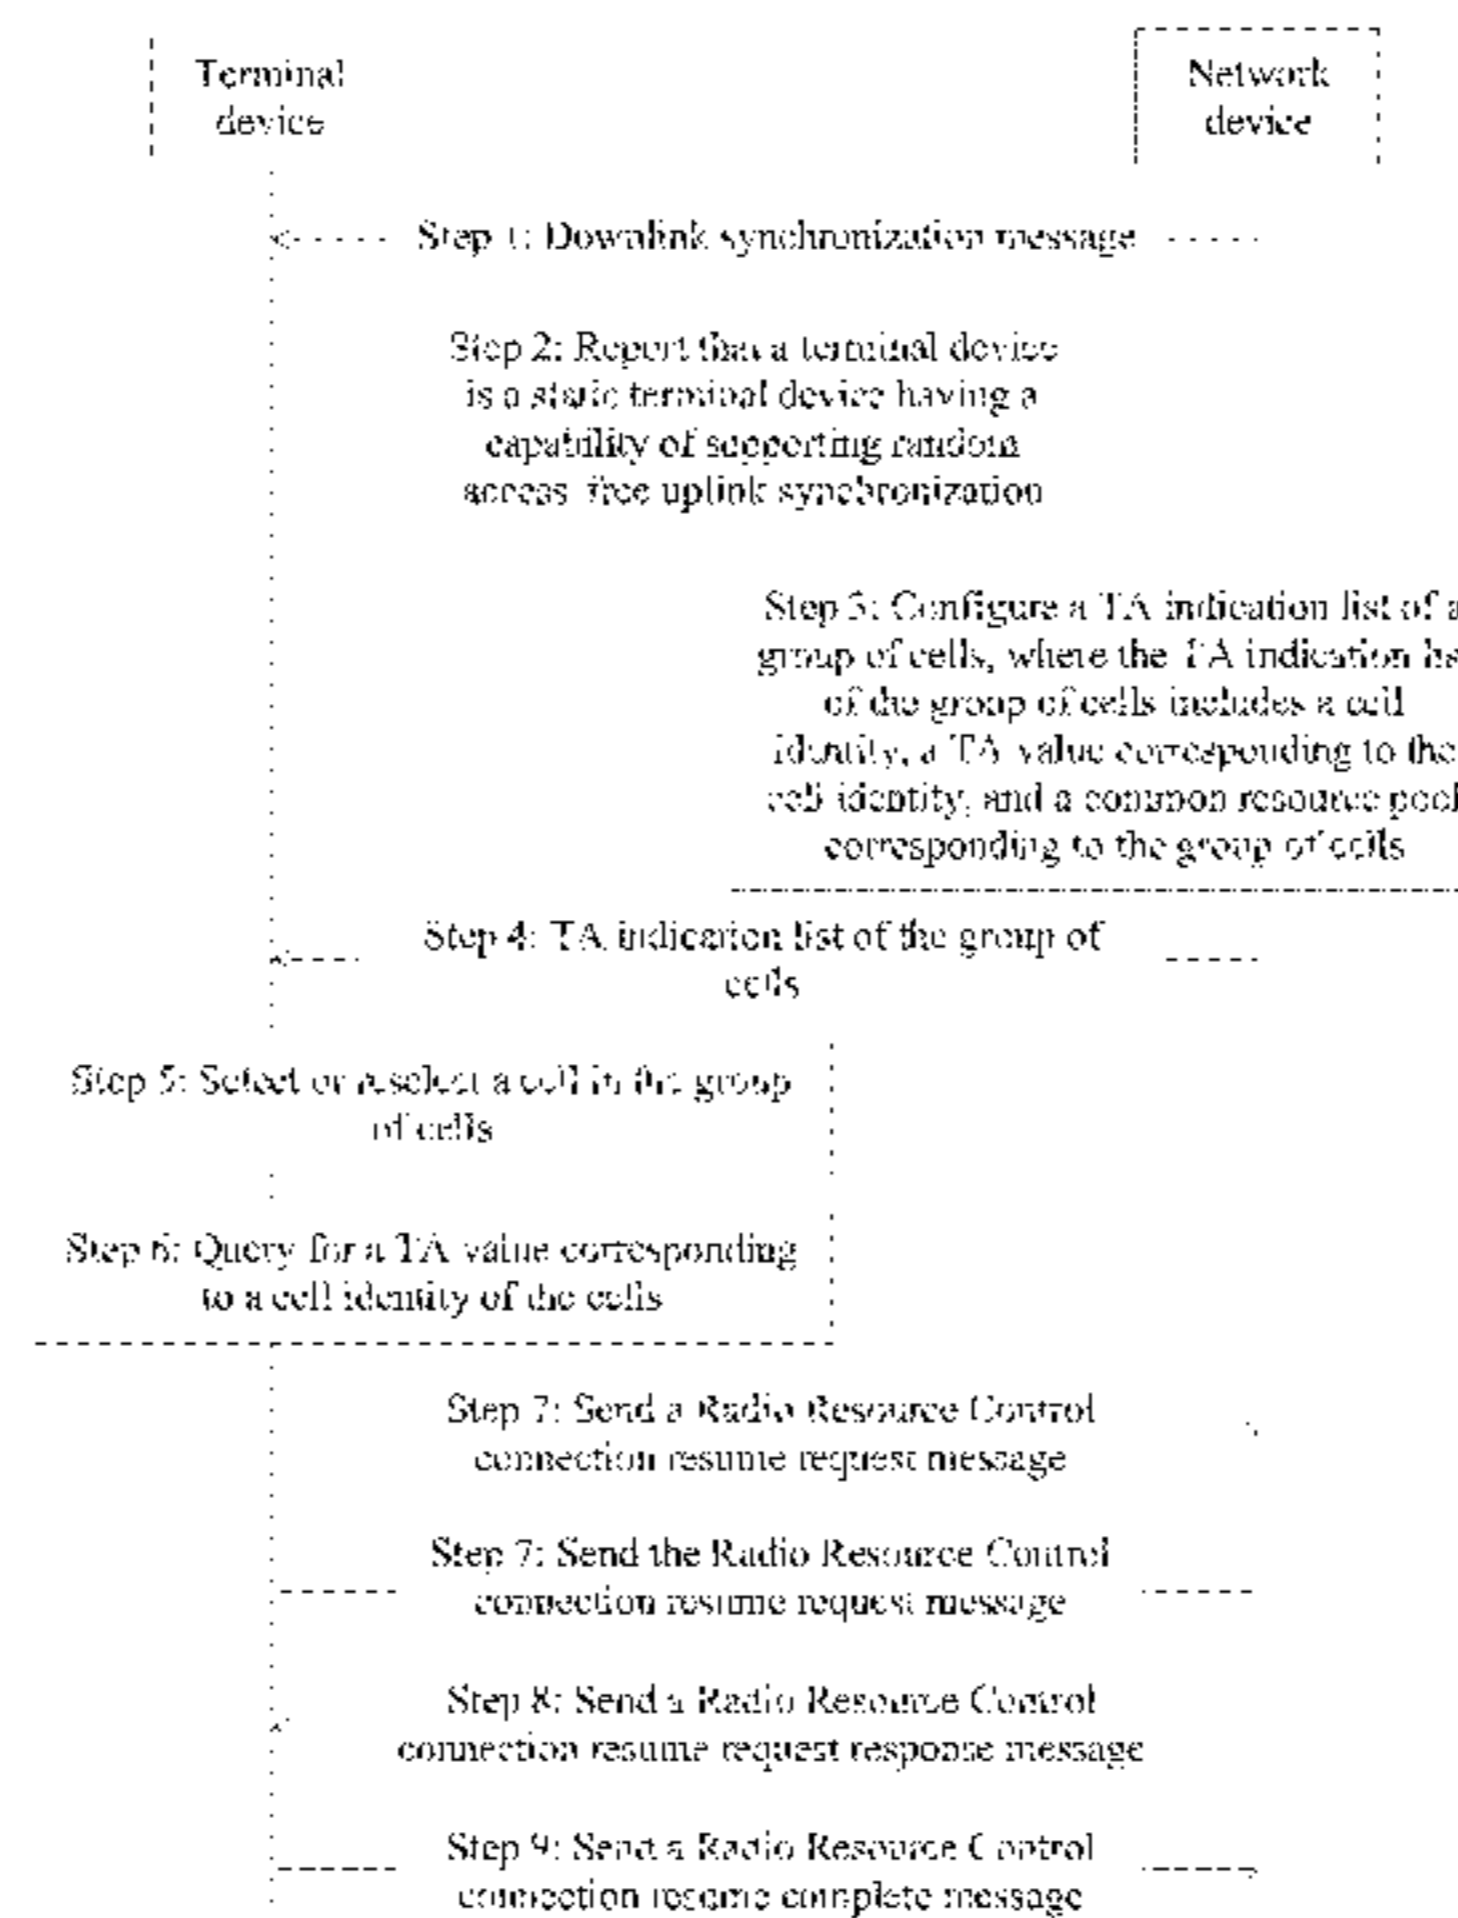 Terminal
device
Network
device
Step 1: Downlink synchronization message
Step 2: Report that a terminal device
is a static terminal device having a
capability of supporting random
access-free uplink synchronization
Step 3: Configure a TA indication list of a
group of cells, where the TA indication lis
of the group of cells includes a cell
identity, a TA value corresponding to the
cell identity, and a common resource pool
corresponding to the group of cells
Step 4: TA indication list of the group of
cells
Step 5: Select or reselect a cell in the group
of cells
Step 6: Query for a TA value corresponding
to a cell identity of the cells
Step 7: Send a Radio Resource Control
connection resume request message
Step 7: Send the Radio Resource Control
connection resume request message
Step 8: Send a Radio Resource Control
connection resume request response message
Step 9: Send a Radio Resource Control
connection resume complete message